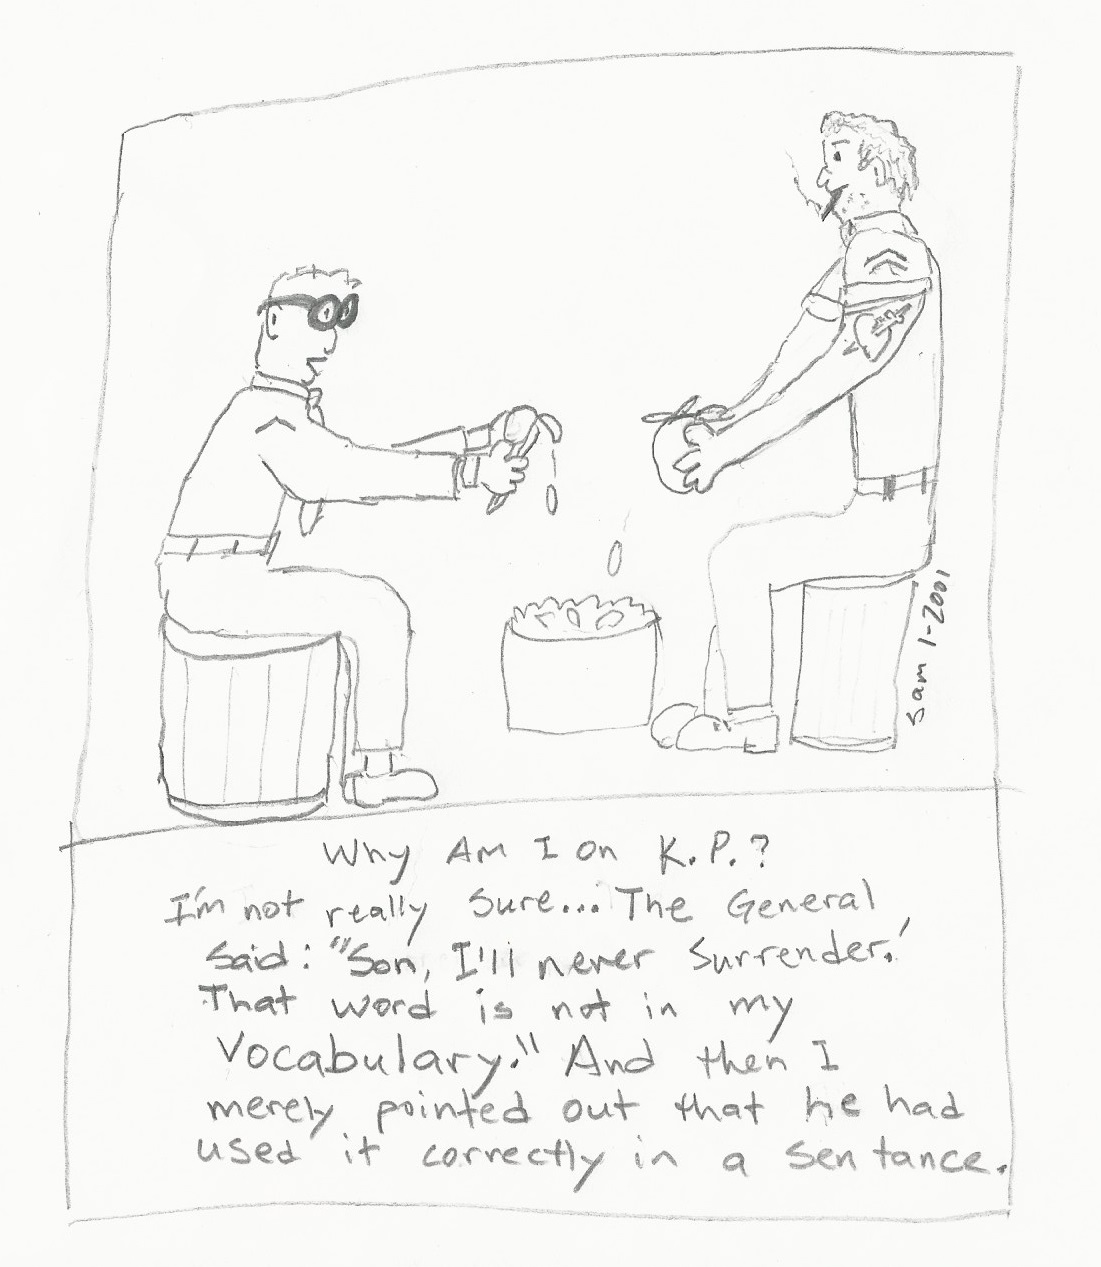 Sam 1-2001
Why Am I on K.P.?
I'm not really Sure... The General
Said: "Son, I'll never Surrender.'
That word is not in my
Vocabulary." And then I
merely pointed out that he had
used it correctly in a Sentance.